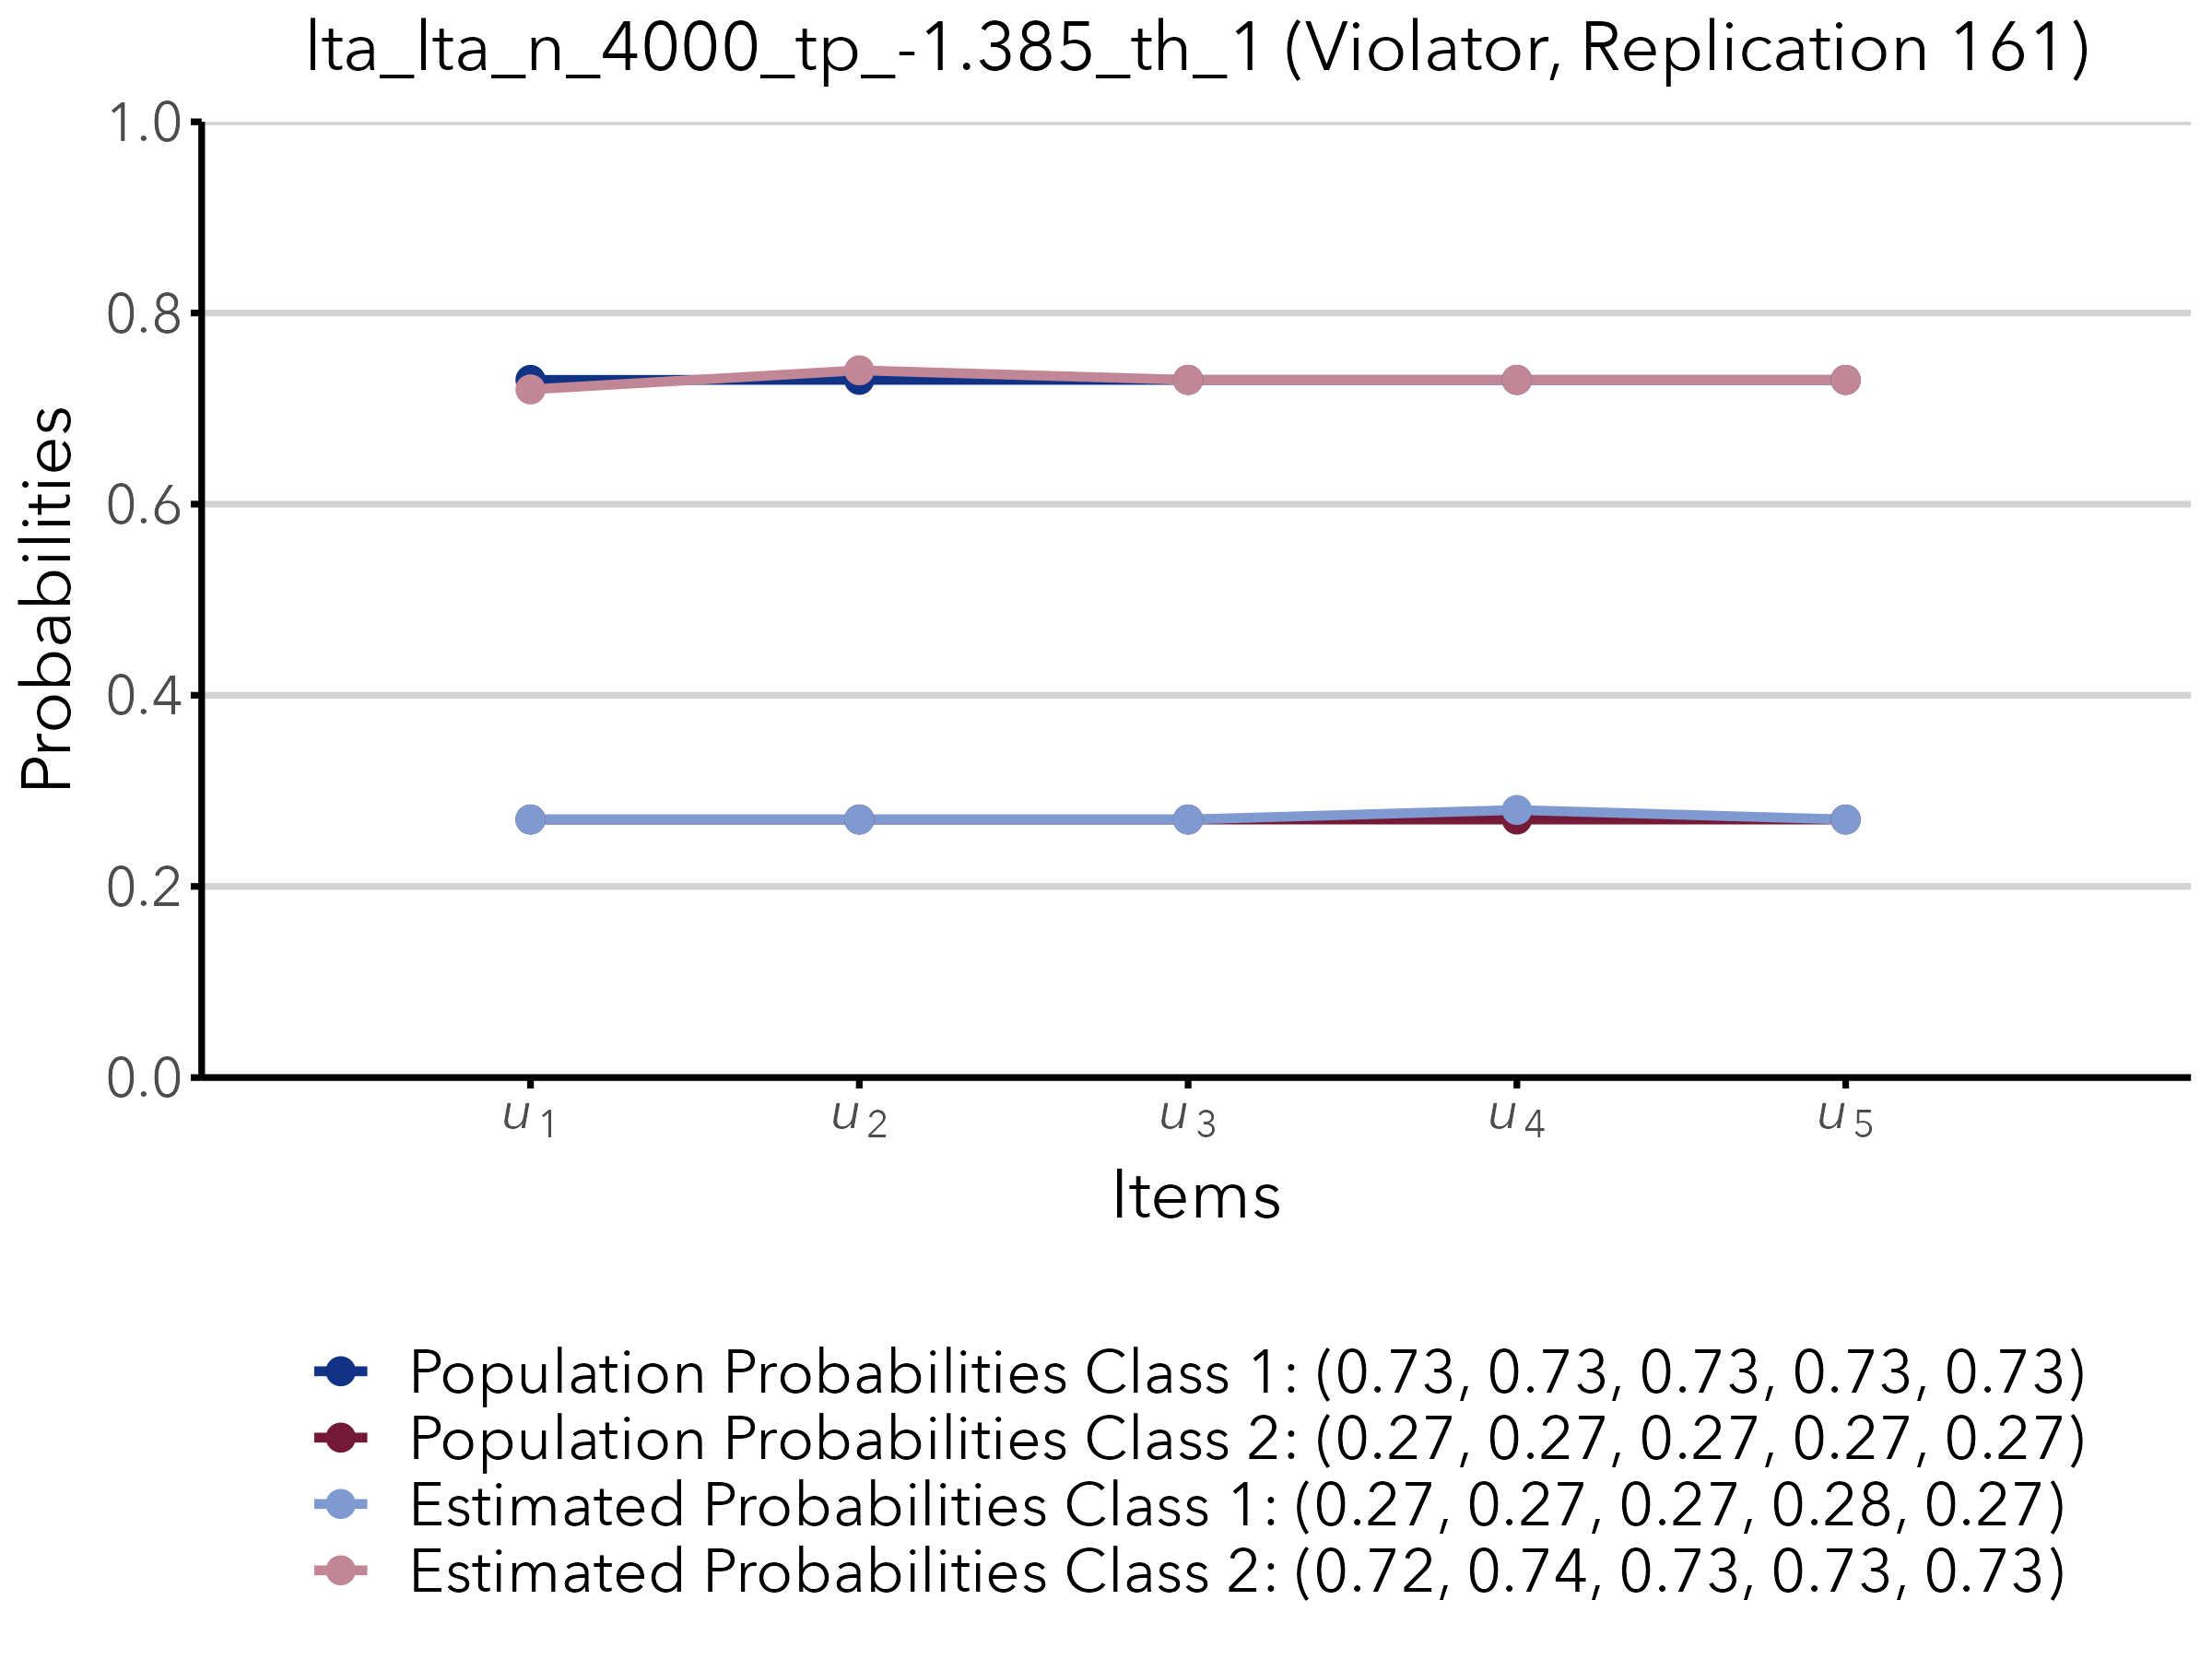 lta_lta_n_4000_tp_-1.385_th_1 (Violator, Replication 161)
1.0
0.8
0.6
0.4
0.2
0.0
Probabilities
u1 u2 u3 u4 u5
Items
Population Probabilities Class 1: (0.73, 0.73, 0.73, 0.73, 0.73)
Population Probabilities Class 2: (0.27, 0.27, 0.27, 0.27, 0.27)
Estimated Probabilities Class 1: (0.27, 0.27, 0.27, 0.28, 0.27)
Estimated Probabilities Class 2: (0.72, 0.74, 0.73, 0.73, 0.73)